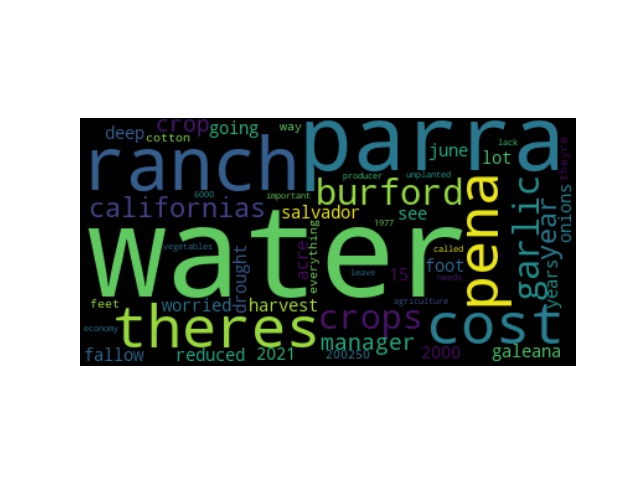 deep
crop
cotton
going
way
parra
lack
theyre
ranch
june
lot
6000
important
producer
unplanted
burford
pena
garlic
year
onions
californias
salvador
see
1977
water
vegetables
drought
acre
everything
15
foot
called
needs
years
leave
agriculture
feet
worried
harvest
theres
crops
cost
economy
fallow
reduced
2021
manager
200250
2000
galeana